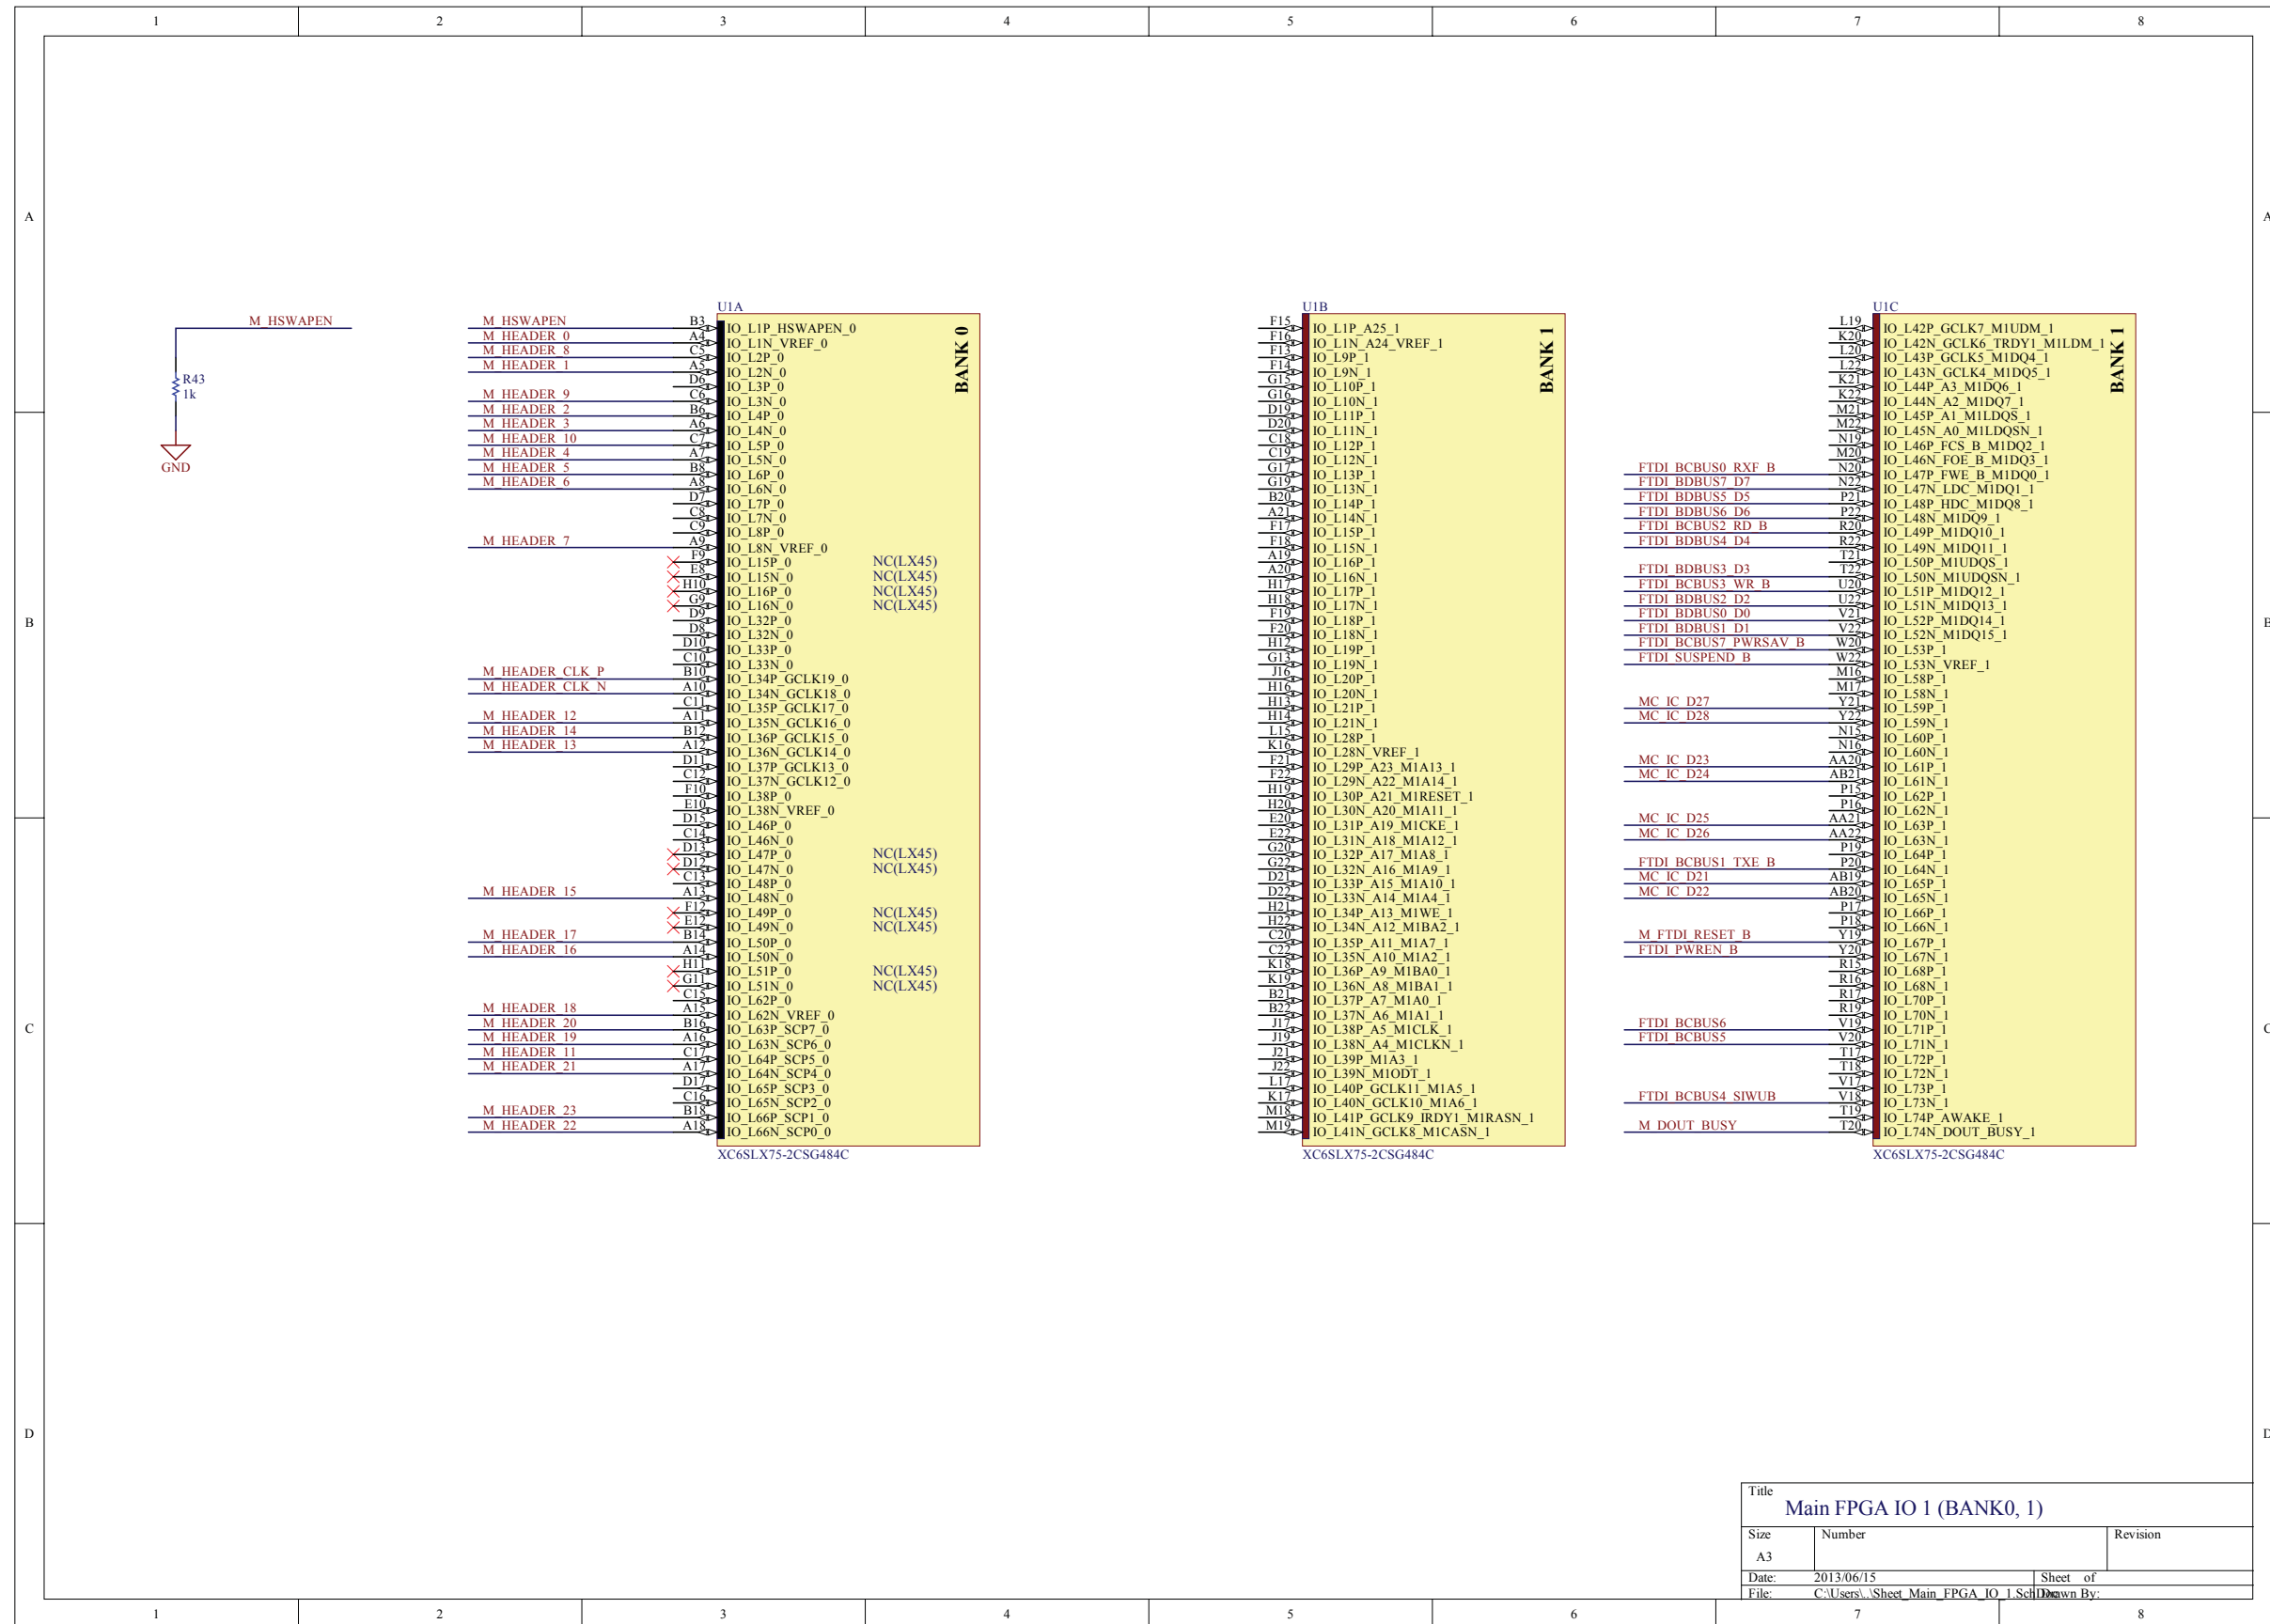 1 2 3 4 5 6 7 8
A A
B B
C C
D D
M_HSWAPEN
R43
1k
GND
U1A
BANK 0
M_HSWAPEN B3 IO_L1P_HSWAPEN_0
M_HEADER_0 A4 IO_L1N_VREF_0
M_HEADER_8 C5 IO_L2P_0
M_HEADER_1 A5 IO_L2N_0
D6 IO_L3P_0
M_HEADER_9 C6 IO_L3N_0
M_HEADER_2 B6 IO_L4P_0
M_HEADER_3 A6 IO_L4N_0
M_HEADER_10 C7 IO_L5P_0
M_HEADER_4 A7 IO_L5N_0
M_HEADER_5 B8 IO_L6P_0
M_HEADER_6 A8 IO_L6N_0
D7 IO_L7P_0
C8 IO_L7N_0
C9 IO_L8P_0
M_HEADER_7 A9 IO_L8N_VREF_0
F9 IO_L15P_0 NC(LX45)
E8 IO_L15N_0 NC(LX45)
H10 IO_L16P_0 NC(LX45)
G9 IO_L16N_0 NC(LX45)
D9 IO_L32P_0
D8 IO_L32N_0
D10 IO_L33P_0
C10 IO_L33N_0
M_HEADER_CLK_P B10 IO_L34P_GCLK19_0
M_HEADER_CLK_N A10 IO_L34N_GCLK18_0
C11 IO_L35P_GCLK17_0
M_HEADER_12 A11 IO_L35N_GCLK16_0
M_HEADER_14 B12 IO_L36P_GCLK15_0
M_HEADER_13 A12 IO_L36N_GCLK14_0
D11 IO_L37P_GCLK13_0
C12 IO_L37N_GCLK12_0
F10 IO_L38P_0
E10 IO_L38N_VREF_0
D15 IO_L46P_0
C14 IO_L46N_0
D13 IO_L47P_0 NC(LX45)
D12 IO_L47N_0 NC(LX45)
C13 IO_L48P_0
M_HEADER_15 A13 IO_L48N_0
F12 IO_L49P_0 NC(LX45)
E12 IO_L49N_0 NC(LX45)
M_HEADER_17 B14 IO_L50P_0
M_HEADER_16 A14 IO_L50N_0
H11 IO_L51P_0 NC(LX45)
G11 IO_L51N_0 NC(LX45)
C15 IO_L62P_0
M_HEADER_18 A15 IO_L62N_VREF_0
M_HEADER_20 B16 IO_L63P_SCP7_0
M_HEADER_19 A16 IO_L63N_SCP6_0
M_HEADER_11 C17 IO_L64P_SCP5_0
M_HEADER_21 A17 IO_L64N_SCP4_0
D17 IO_L65P_SCP3_0
C16 IO_L65N_SCP2_0
M_HEADER_23 B18 IO_L66P_SCP1_0
M_HEADER_22 A18 IO_L66N_SCP0_0
XC6SLX75-2CSG484C
U1B
BANK 1
F15 IO_L1P_A25_1
F16 IO_L1N_A24_VREF_1
F13 IO_L9P_1
F14 IO_L9N_1
G15 IO_L10P_1
G16 IO_L10N_1
D19 IO_L11P_1
D20 IO_L11N_1
C18 IO_L12P_1
C19 IO_L12N_1
G17 IO_L13P_1
G19 IO_L13N_1
B20 IO_L14P_1
A21 IO_L14N_1
F17 IO_L15P_1
F18 IO_L15N_1
A19 IO_L16P_1
A20 IO_L16N_1
H17 IO_L17P_1
H18 IO_L17N_1
F19 IO_L18P_1
F20 IO_L18N_1
H12 IO_L19P_1
G13 IO_L19N_1
J16 IO_L20P_1
H16 IO_L20N_1
H13 IO_L21P_1
H14 IO_L21N_1
L15 IO_L28P_1
K16 IO_L28N_VREF_1
F21 IO_L29P_A23_M1A13_1
F22 IO_L29N_A22_M1A14_1
H19 IO_L30P_A21_M1RESET_1
H20 IO_L30N_A20_M1A11_1
E20 IO_L31P_A19_M1CKE_1
E22 IO_L31N_A18_M1A12_1
G20 IO_L32P_A17_M1A8_1
G22 IO_L32N_A16_M1A9_1
D21 IO_L33P_A15_M1A10_1
D22 IO_L33N_A14_M1A4_1
H21 IO_L34P_A13_M1WE_1
H22 IO_L34N_A12_M1BA2_1
C20 IO_L35P_A11_M1A7_1
C22 IO_L35N_A10_M1A2_1
K18 IO_L36P_A9_M1BA0_1
K19 IO_L36N_A8_M1BA1_1
B21 IO_L37P_A7_M1A0_1
B22 IO_L37N_A6_M1A1_1
J17 IO_L38P_A5_M1CLK_1
J19 IO_L38N_A4_M1CLKN_1
J21 IO_L39P_M1A3_1
J22 IO_L39N_M1ODT_1
L17 IO_L40P_GCLK11_M1A5_1
K17 IO_L40N_GCLK10_M1A6_1
M18 IO_L41P_GCLK9_IRDY1_M1RASN_1
M19 IO_L41N_GCLK8_M1CASN_1
XC6SLX75-2CSG484C
U1C
BANK 1
L19 IO_L42P_GCLK7_M1UDM_1
K20 IO_L42N_GCLK6_TRDY1_M1LDM_1
L20 IO_L43P_GCLK5_M1DQ4_1
L22 IO_L43N_GCLK4_M1DQ5_1
K21 IO_L44P_A3_M1DQ6_1
K22 IO_L44N_A2_M1DQ7_1
M21 IO_L45P_A1_M1LDQS_1
M22 IO_L45N_A0_M1LDQSN_1
N19 IO_L46P_FCS_B_M1DQ2_1
M20 IO_L46N_FOE_B_M1DQ3_1
FTDI_BCBUS0_RXF_B N20 IO_L47P_FWE_B_M1DQ0_1
FTDI_BDBUS7_D7 N22 IO_L47N_LDC_M1DQ1_1
FTDI_BDBUS5_D5 P21 IO_L48P_HDC_M1DQ8_1
FTDI_BDBUS6_D6 P22 IO_L48N_M1DQ9_1
FTDI_BCBUS2_RD_B R20 IO_L49P_M1DQ10_1
FTDI_BDBUS4_D4 R22 IO_L49N_M1DQ11_1
T21 IO_L50P_M1UDQS_1
FTDI_BDBUS3_D3 T22 IO_L50N_M1UDQSN_1
FTDI_BCBUS3_WR_B U20 IO_L51P_M1DQ12_1
FTDI_BDBUS2_D2 U22 IO_L51N_M1DQ13_1
FTDI_BDBUS0_D0 V21 IO_L52P_M1DQ14_1
FTDI_BDBUS1_D1 V22 IO_L52N_M1DQ15_1
FTDI_BCBUS7_PWRSAV_B W20 IO_L53P_1
FTDI_SUSPEND_B W22 IO_L53N_VREF_1
M16 IO_L58P_1
M17 IO_L58N_1
MC_IC_D27 Y21 IO_L59P_1
MC_IC_D28 Y22 IO_L59N_1
N15 IO_L60P_1
N16 IO_L60N_1
MC_IC_D23 AA20 IO_L61P_1
MC_IC_D24 AB21 IO_L61N_1
P15 IO_L62P_1
P16 IO_L62N_1
MC_IC_D25 AA21 IO_L63P_1
MC_IC_D26 AA22 IO_L63N_1
P19 IO_L64P_1
FTDI_BCBUS1_TXE_B P20 IO_L64N_1
MC_IC_D21 AB19 IO_L65P_1
MC_IC_D22 AB20 IO_L65N_1
P17 IO_L66P_1
P18 IO_L66N_1
M_FTDI_RESET_B Y19 IO_L67P_1
FTDI_PWREN_B Y20 IO_L67N_1
R15 IO_L68P_1
R16 IO_L68N_1
R17 IO_L70P_1
R19 IO_L70N_1
FTDI_BCBUS6 V19 IO_L71P_1
FTDI_BCBUS5 V20 IO_L71N_1
T17 IO_L72P_1
T18 IO_L72N_1
V17 IO_L73P_1
FTDI_BCBUS4_SIWUB V18 IO_L73N_1
T19 IO_L74P_AWAKE_1
M_DOUT_BUSY T20 IO_L74N_DOUT_BUSY_1
XC6SLX75-2CSG484C
Title
Main FPGA IO 1 (BANK0, 1)
Size Number Revision
A3
Date: 2013/06/15 Sheet of
File: C:\Users\..\Sheet_Main_FPGA_IO_1.SchDoc Drawn By:
1 2 3 4 5 6 7 8